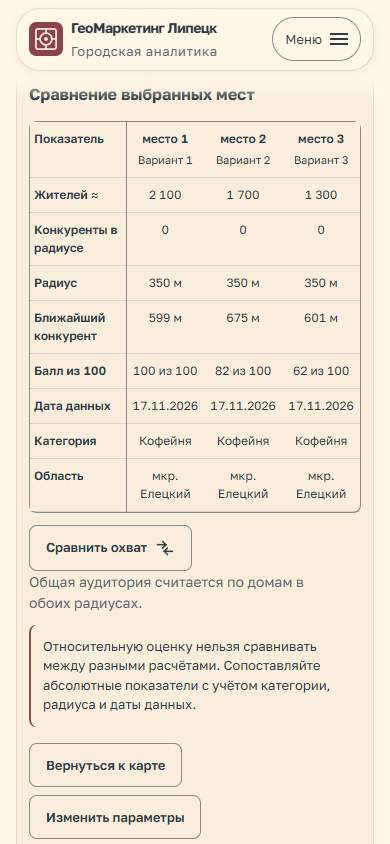 ГеоМаркетинг Липецк
Городская аналитика
Меню
Сравнение выбранных мест
Показатель место 1 место 2 место 3
Вариант 1 Вариант 2 Вариант 3
Жителей ≈ 2 100 1 700 1 300
Конкуренты в 0 0 0
радиусе
Радиус 350 м 350 м 350 м
Ближайший 599 м 675 м 601 м
конкурент
Балл из 100 100 из 100 82 из 100 62 из 100
Дата данных 17.11.2026 17.11.2026 17.11.2026
Категория Кофейня Кофейня Кофейня
Область мкр. мкр. мкр.
Елецкий Елецкий Елецкий
Сравнить охват
Общая аудитория считается по домам в
обоих радиусах.
Относительную оценку нельзя сравнивать
между разными расчётами. Сопоставляйте
абсолютные показатели с учётом категории,
радиуса и даты данных.
Вернуться к карте
Изменить параметры